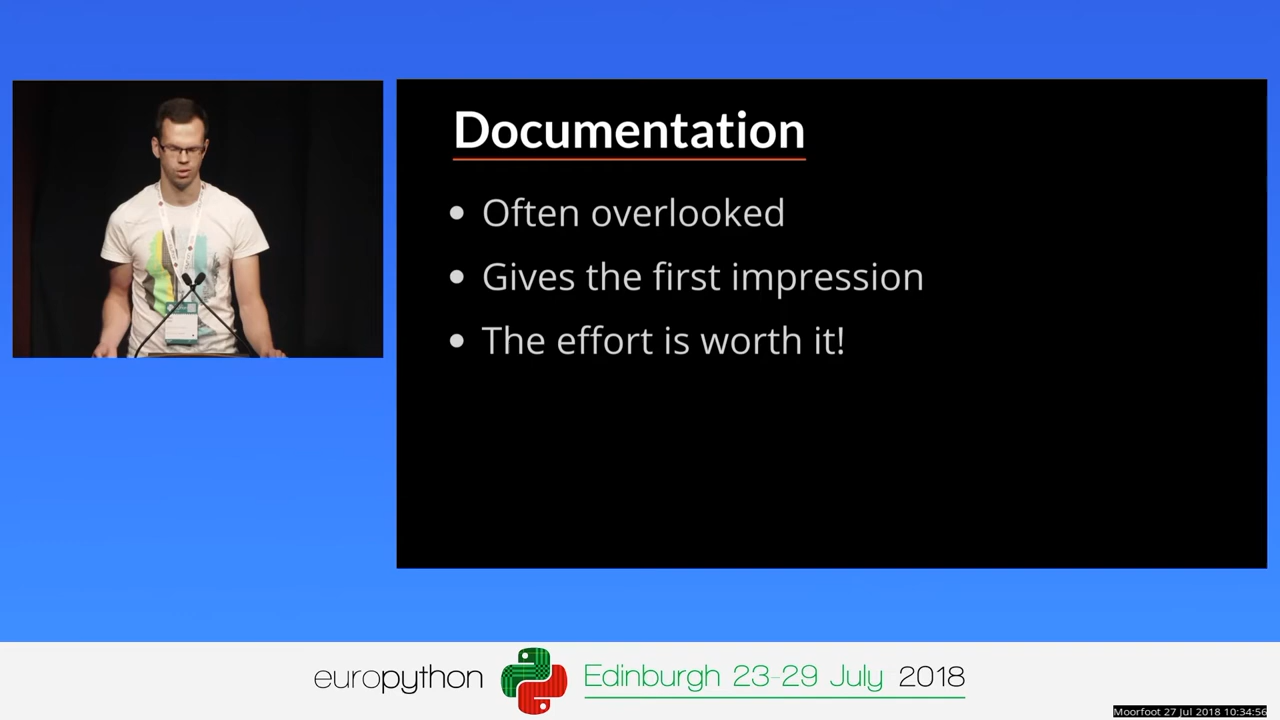 Documentation
• Often overlooked
• Gives the first impression
• The effort is worth it!
europython Edinburgh 23-29 July 2018
Moorfoot 27 Jul 2018 10:34:56